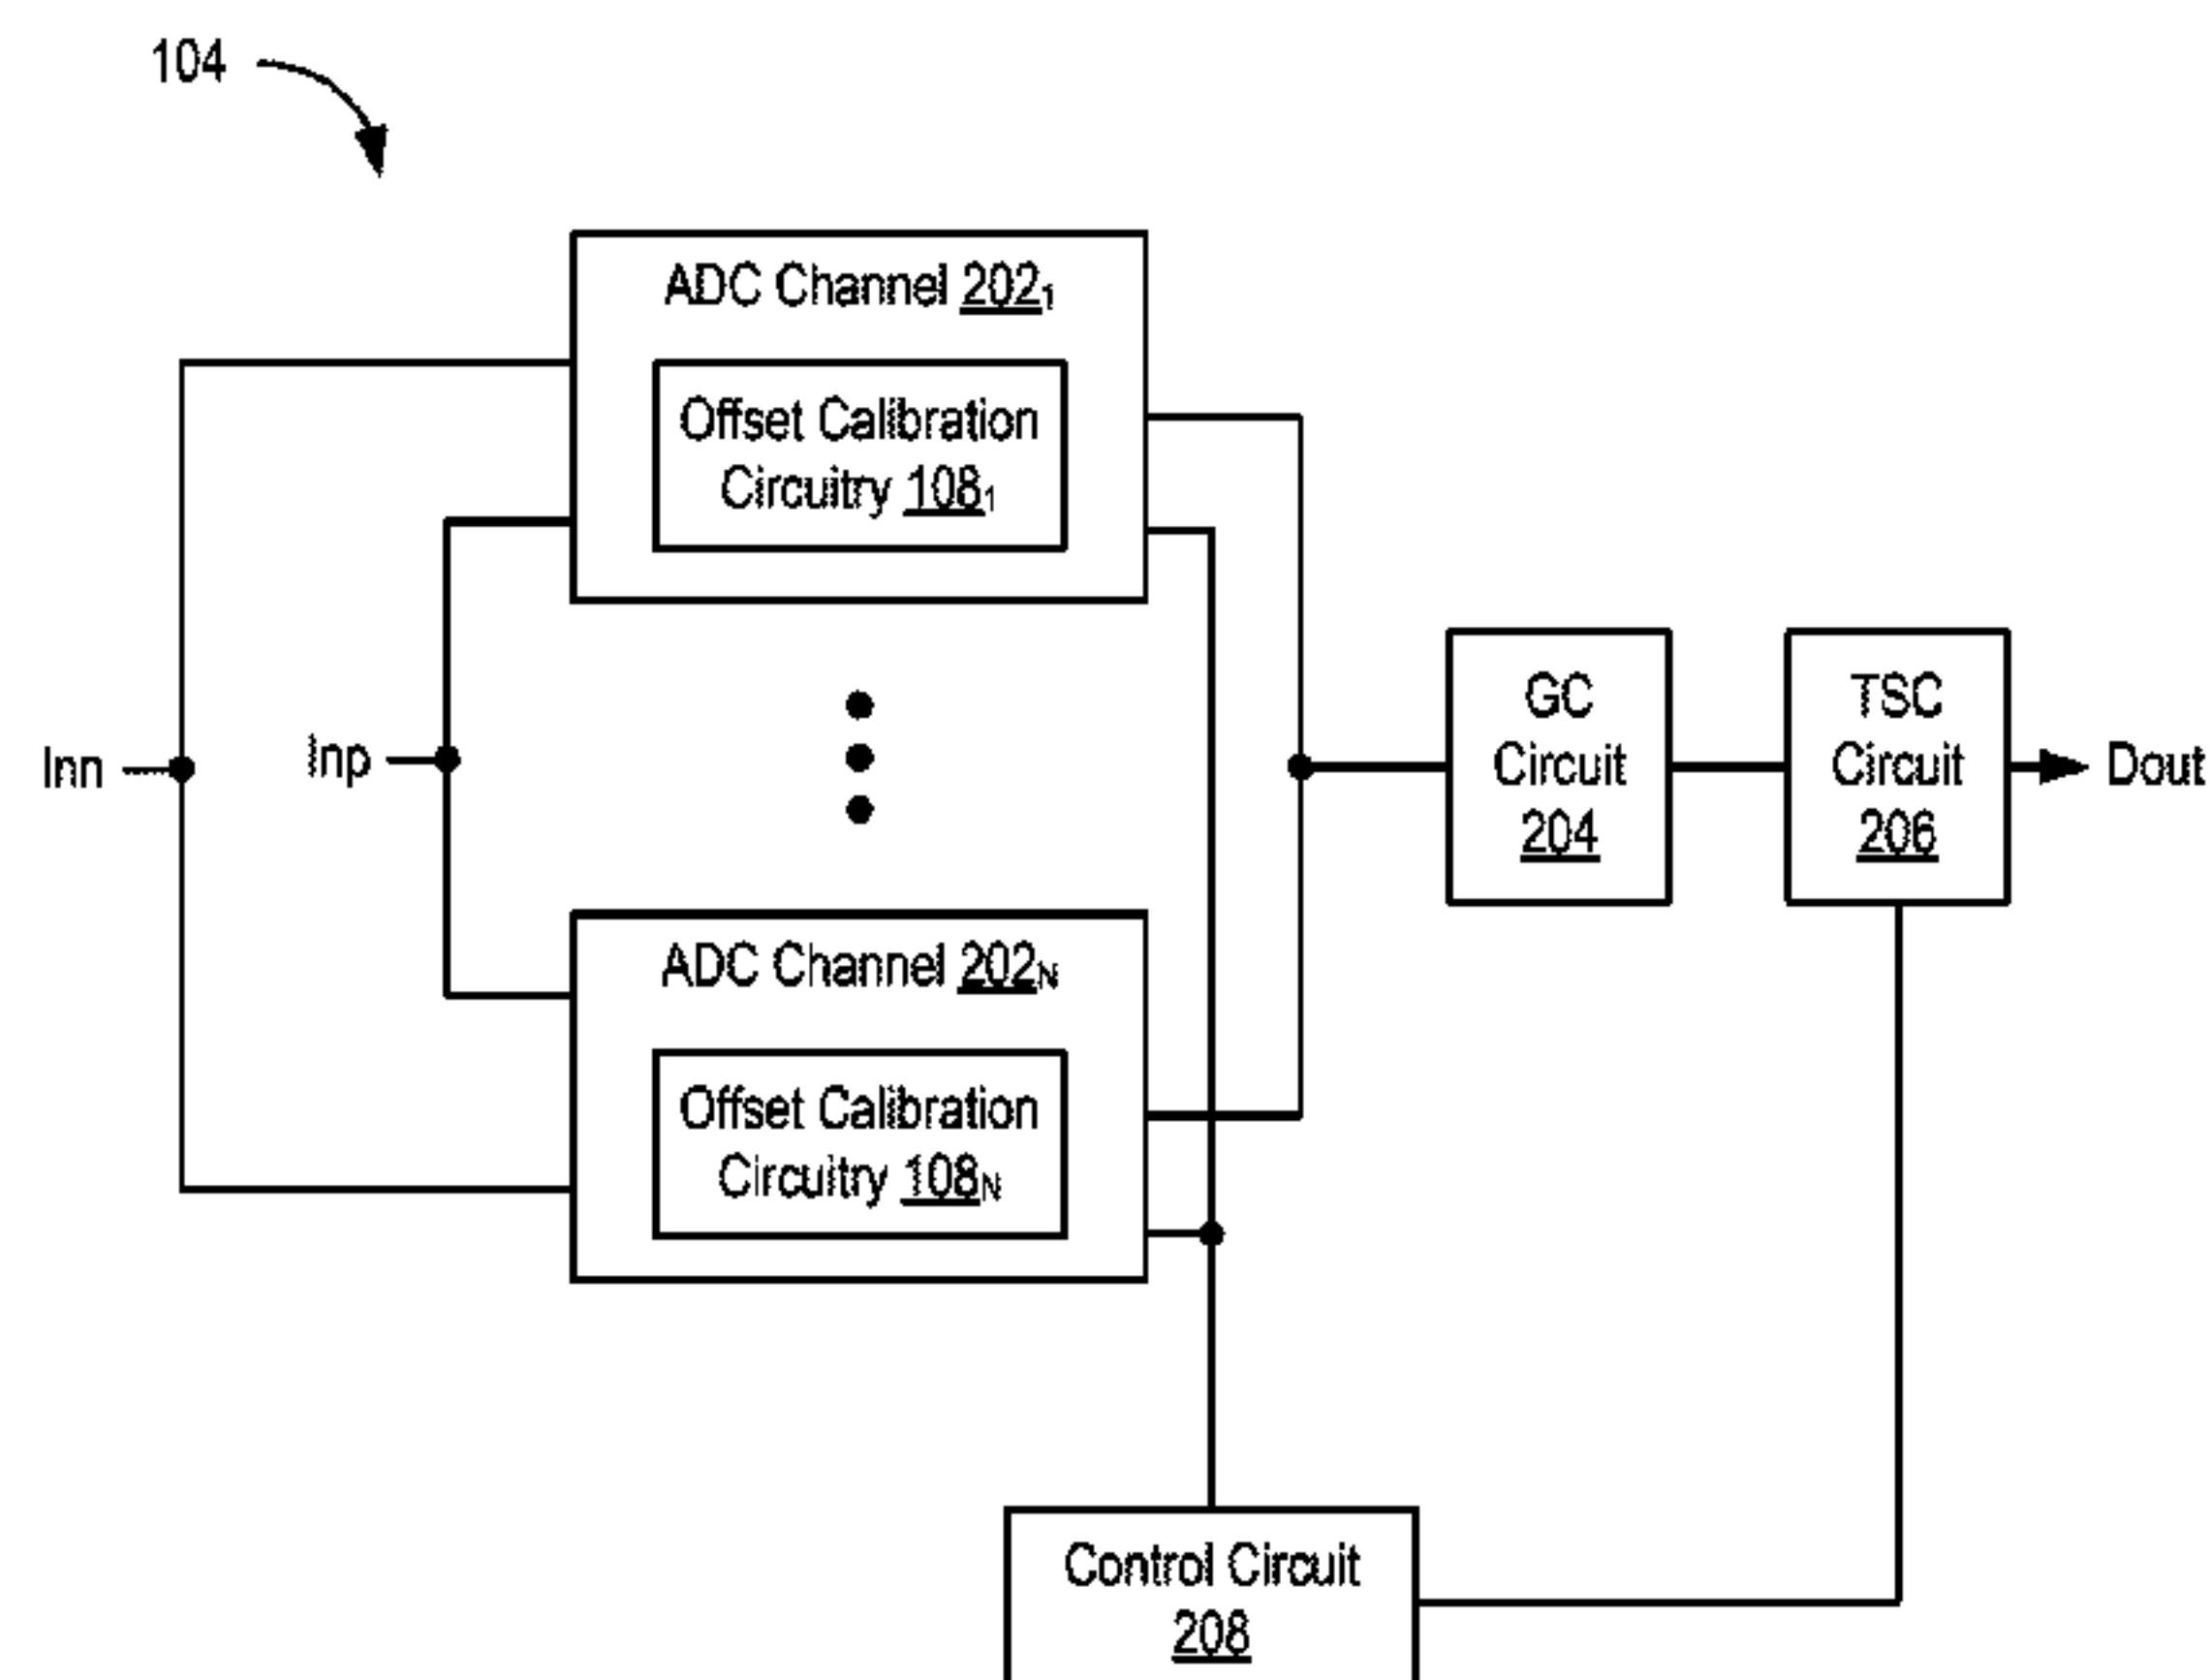 104
ADC Channel 202₁
Offset Calibration
Circuitry 108₁
Inn
Inp
GC
Circuit
204
TSC
Circuit
206
Dout
ADC Channel 202ₙ
Offset Calibration
Circuitry 108ₙ
Control Circuit
208